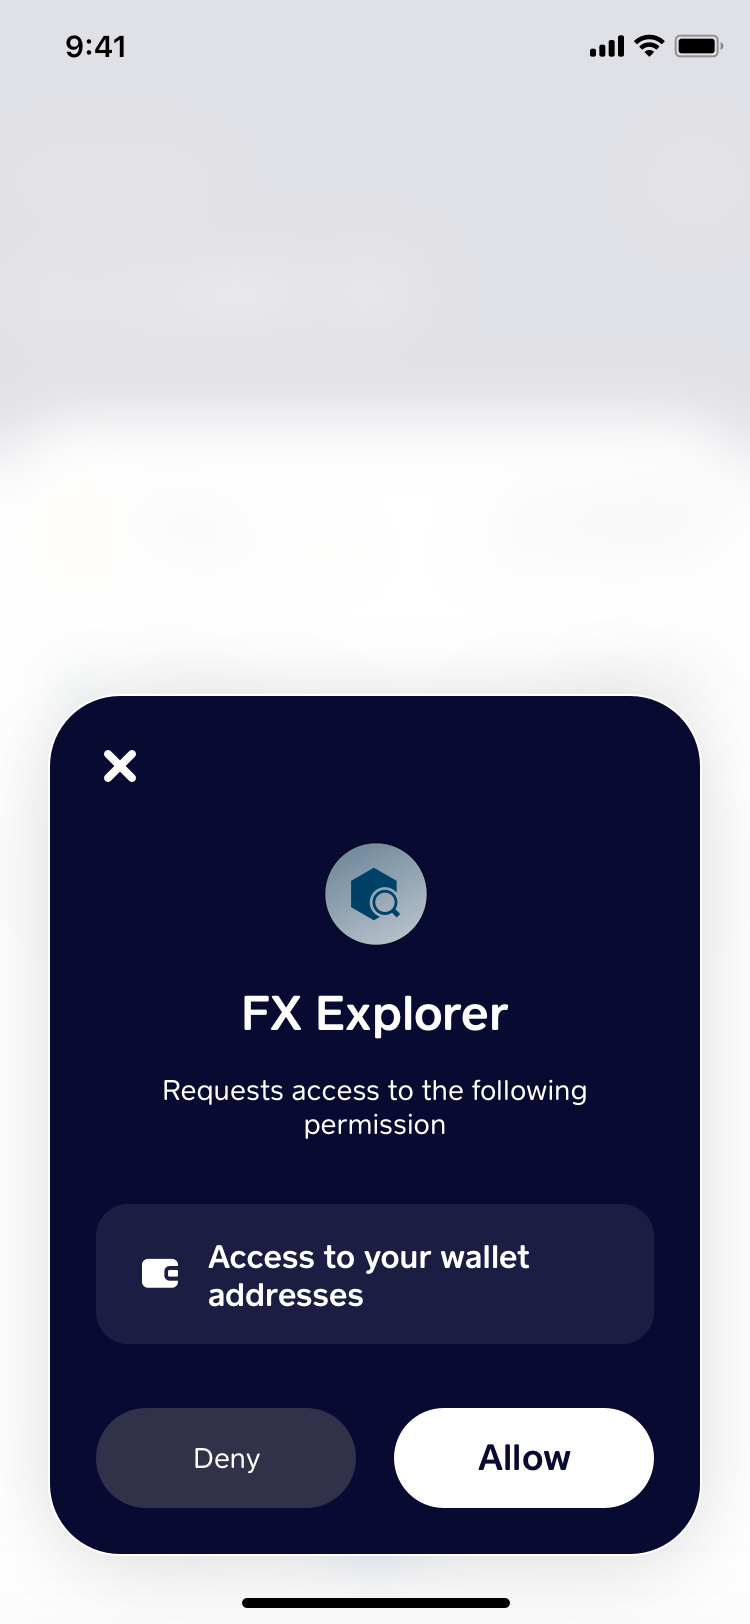 9:41
FX Explorer
Requests access to the following
permission
Access to your wallet
addresses
Deny
Allow